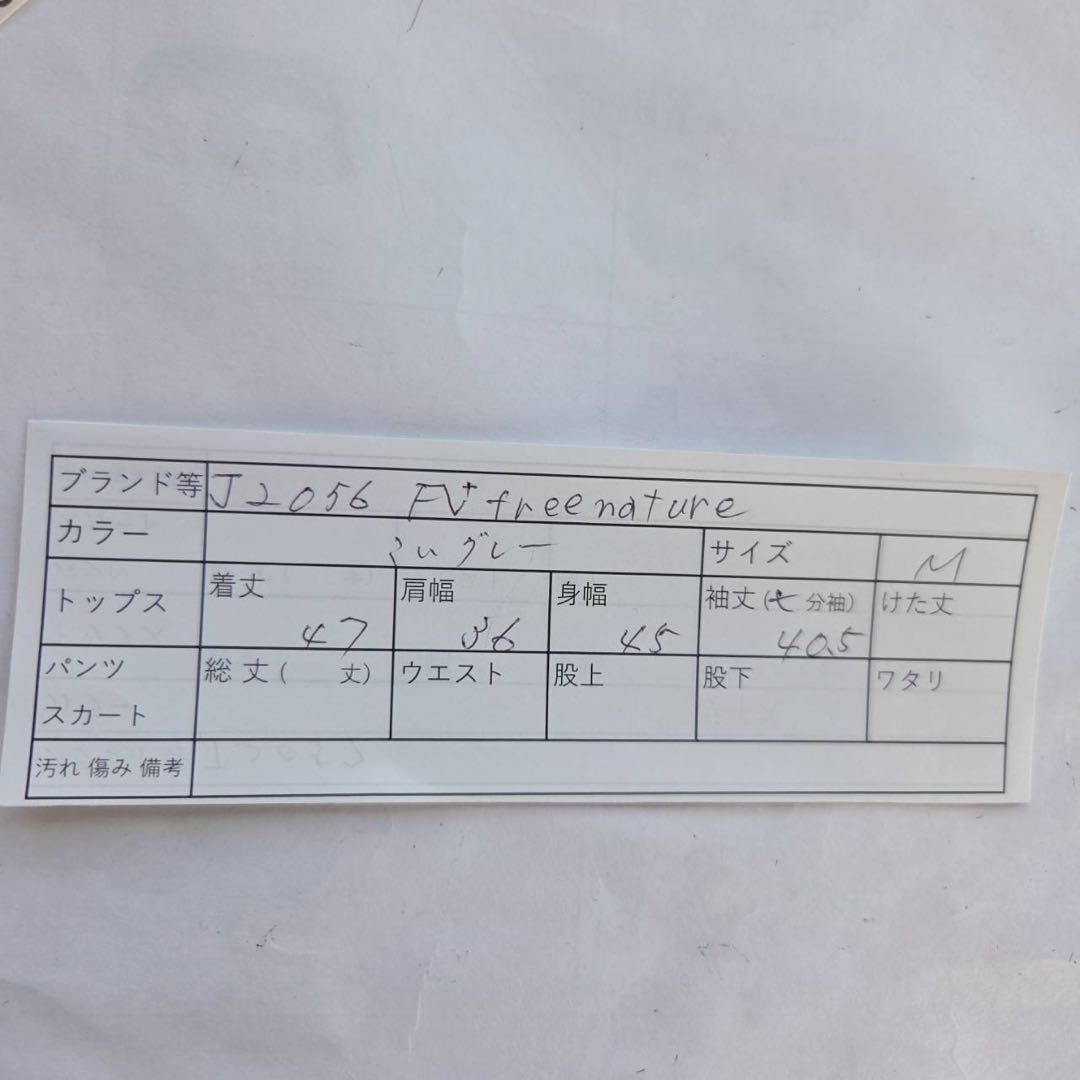 ブランド等 J2056 FV+freenature
カラー こいグレー サイズ M
トップス 着丈 47 肩幅 36 身幅 45 袖丈(七分袖) 40.5 けた丈
パンツ スカート 総丈( 丈) ウエスト 股上 股下 ワタリ
汚れ 傷み 備考